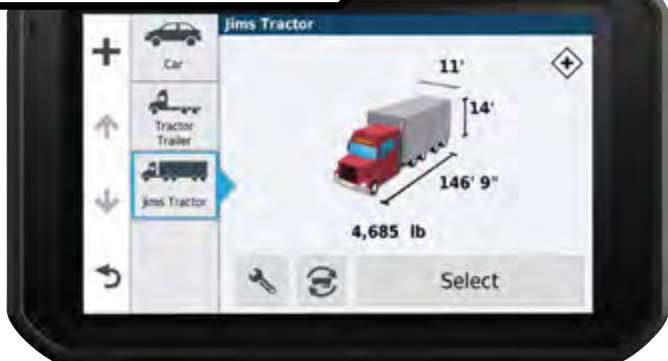 Jims Tractor
Car
Tractor
Trailer
Jims Tractor
11'
14'
146' 9"
4,685 lb
Select